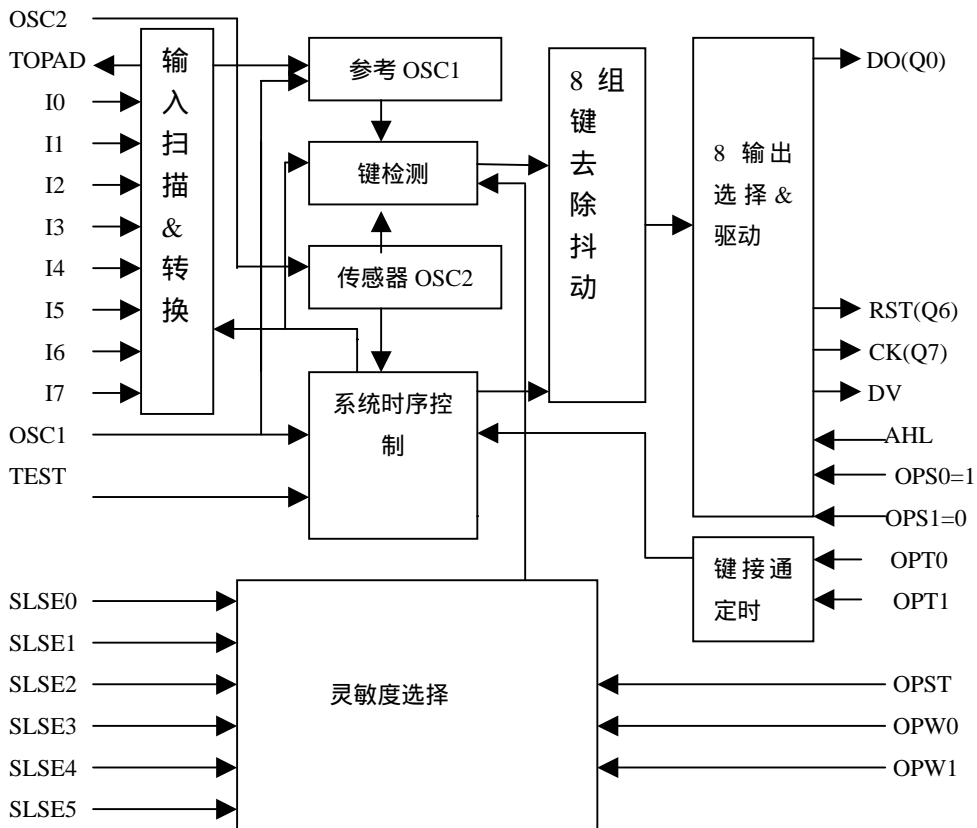 OSC2
TOPAD
I0
I1
I2
I3
I4
I5
I6
I7
OSC1
TEST
SLSE0
SLSE1
SLSE2
SLSE3
SLSE4
SLSE5
输
入
扫
描
&
转
换
参考 OSC1
键检测
传感器 OSC2
系统时序控
制
灵敏度选择
8 组
键
去
除
抖
动
8 输出
选择 &
驱动
键接通
定时
DO(Q0)
RST(Q6)
CK(Q7)
DV
AHL
OPS0=1
OPS1=0
OPT0
OPT1
OPST
OPW0
OPW1